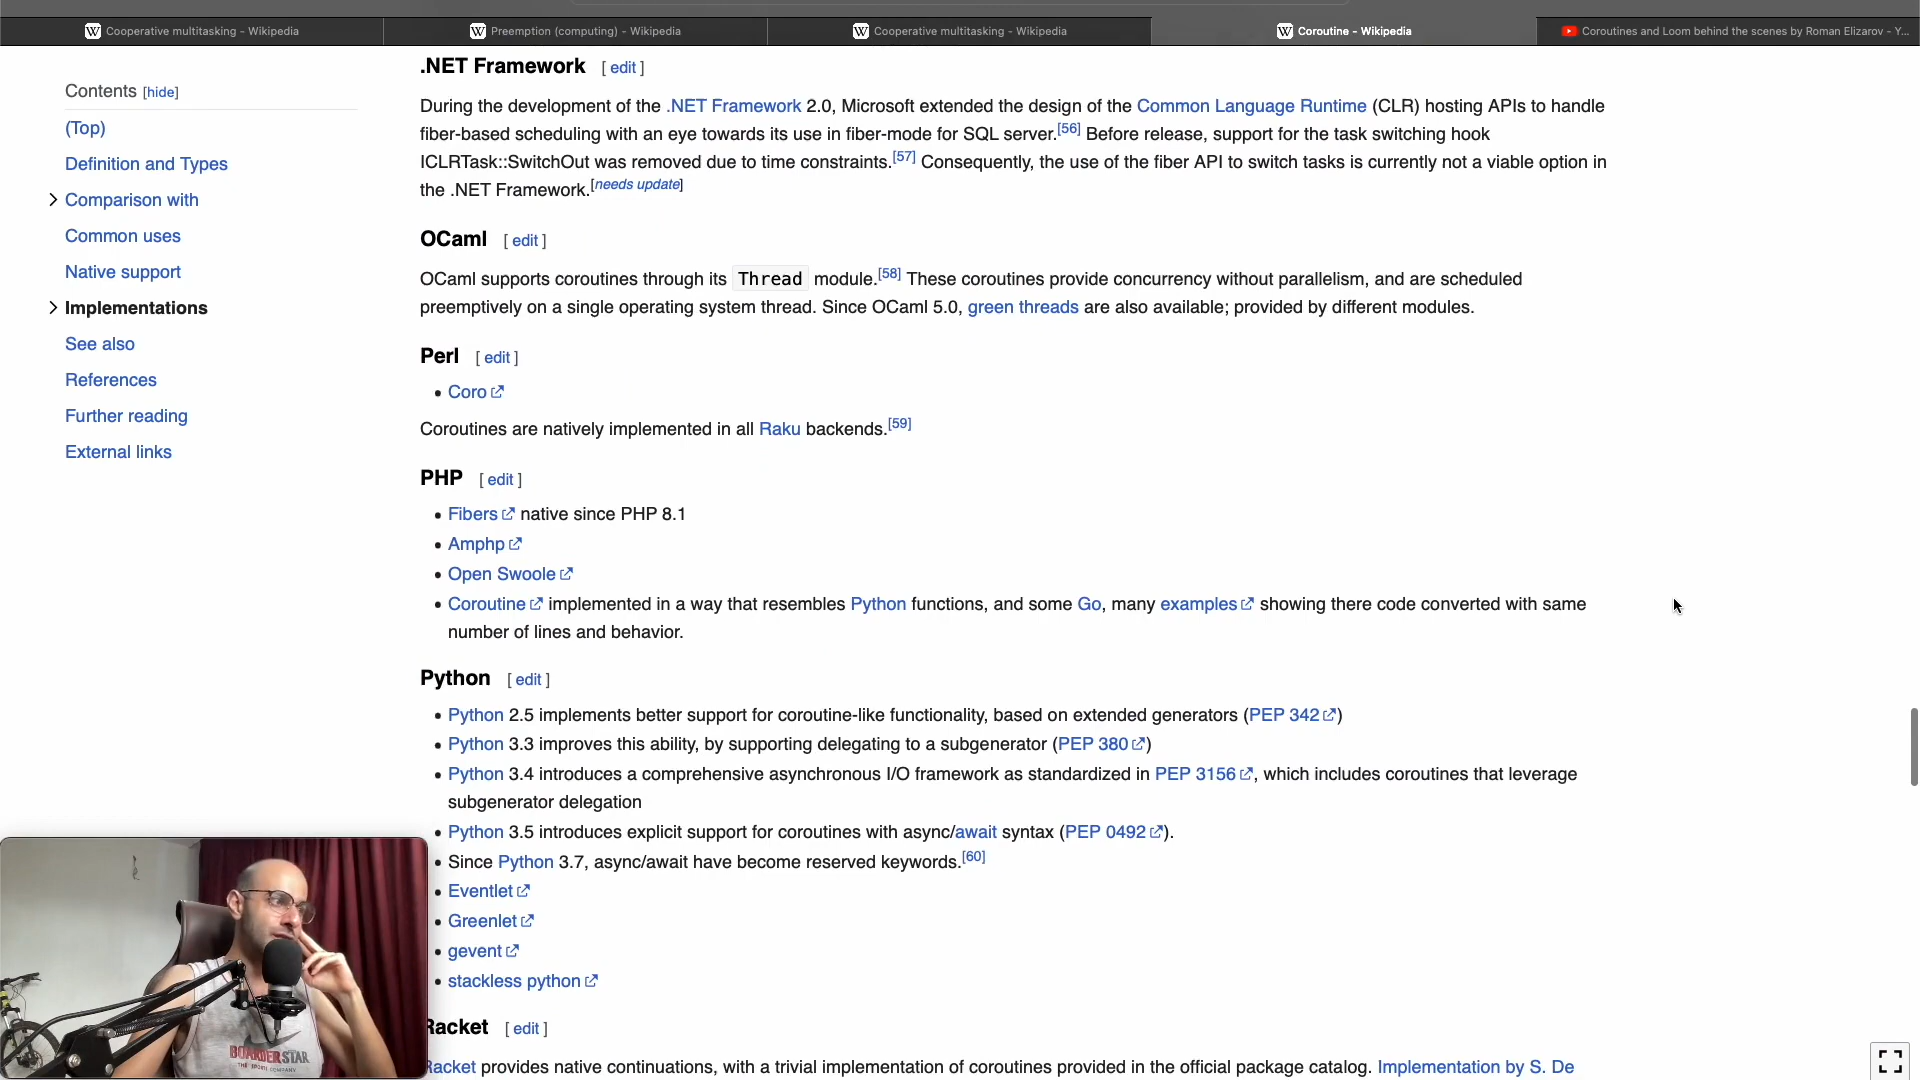 Cooperative multitasking - Wikipedia
Preemption (computing) - Wikipedia
Cooperative multitasking - Wikipedia
Coroutine - Wikipedia
Coroutines and Loom behind the scenes by Roman Elizarov - Y...
Contents [hide]
(Top)
Definition and Types
Comparison with
Common uses
Native support
Implementations
See also
References
Further reading
External links
.NET Framework [ edit ]
During the development of the .NET Framework 2.0, Microsoft extended the design of the Common Language Runtime (CLR) hosting APIs to handle
fiber-based scheduling with an eye towards its use in fiber-mode for SQL server.[56] Before release, support for the task switching hook
ICLRTask::SwitchOut was removed due to time constraints.[57] Consequently, the use of the fiber API to switch tasks is currently not a viable option in
the .NET Framework.[needs update]
OCaml [ edit ]
OCaml supports coroutines through its Thread module.[58] These coroutines provide concurrency without parallelism, and are scheduled
preemptively on a single operating system thread. Since OCaml 5.0, green threads are also available; provided by different modules.
Perl [ edit ]
• Coro
Coroutines are natively implemented in all Raku backends.[59]
PHP [ edit ]
• Fibers native since PHP 8.1
• Amphp
• Open Swoole
• Coroutine implemented in a way that resembles Python functions, and some Go, many examples showing there code converted with same
number of lines and behavior.
Python [ edit ]
• Python 2.5 implements better support for coroutine-like functionality, based on extended generators (PEP 342)
• Python 3.3 improves this ability, by supporting delegating to a subgenerator (PEP 380)
• Python 3.4 introduces a comprehensive asynchronous I/O framework as standardized in PEP 3156, which includes coroutines that leverage
subgenerator delegation
• Python 3.5 introduces explicit support for coroutines with async/await syntax (PEP 0492).
• Since Python 3.7, async/await have become reserved keywords.[60]
• Eventlet
• Greenlet
• gevent
• stackless python
Racket [ edit ]
Racket provides native continuations, with a trivial implementation of coroutines provided in the official package catalog. Implementation by S. De
BOARDERSTAR
THE SPORT COMPANY